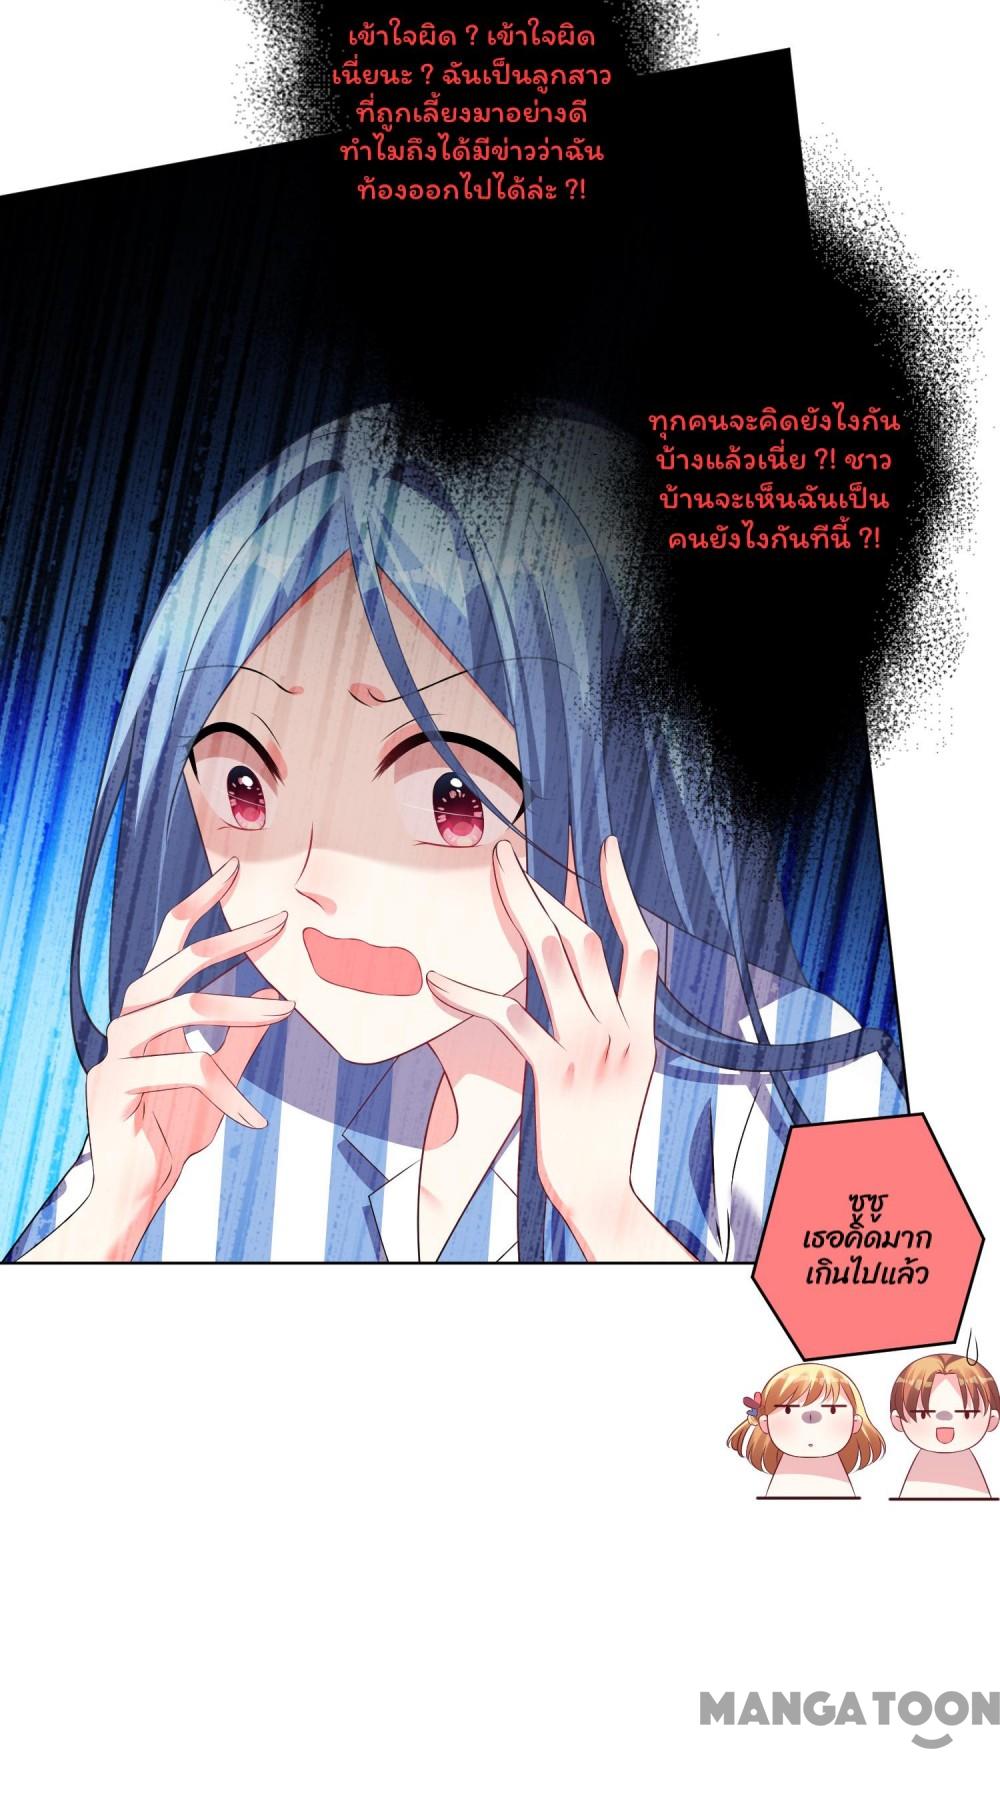 เข้าใจผิด ? เข้าใจผิด
เนี่ยนะ ? ฉันเป็นลูกสาว
ที่ถูกเลี้ยงมาอย่างดี
ทำไมถึงได้มีข่าวว่าฉัน
ท้องออกไปได้ล่ะ ?!
ทุกคนจะคิดยังไงกัน
บ้างแล้วเนี่ย ?! ชาว
บ้านจะเห็นฉันเป็น
คนยังไงกันทีนี้ ?!
ซูซู
เธอคิดมาก
เกินไปแล้ว
MANGATOON